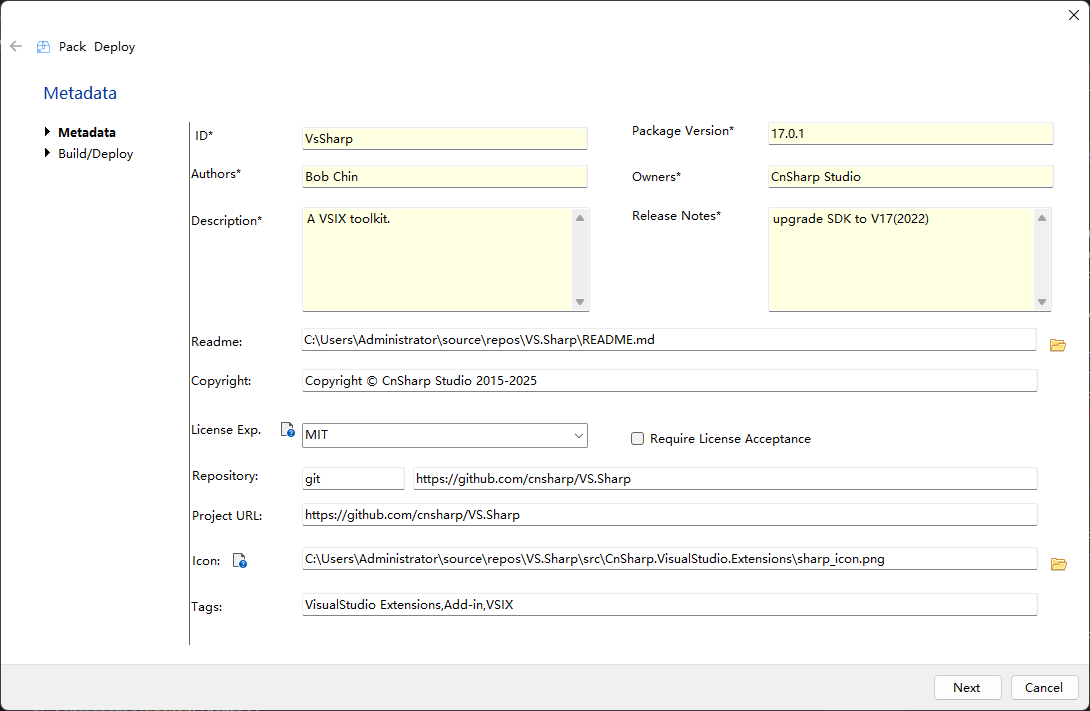 Pack Deploy
Metadata
Metadata
Build/Deploy
ID* VsSharp Package Version* 17.0.1
Authors* Bob Chin Owners* CnSharp Studio
Description* A VSIX toolkit. Release Notes* upgrade SDK to V17(2022)
Readme: C:\Users\Administrator\source\repos\VS.Sharp\README.md
Copyright: Copyright © CnSharp Studio 2015-2025
License Exp. MIT Require License Acceptance
Repository: git https://github.com/cnsharp/VS.Sharp
Project URL: https://github.com/cnsharp/VS.Sharp
Icon: C:\Users\Administrator\source\repos\VS.Sharp\src\CnSharp.VisualStudio.Extensions\sharp_icon.png
Tags: VisualStudio Extensions,Add-in,VSIX
Next Cancel